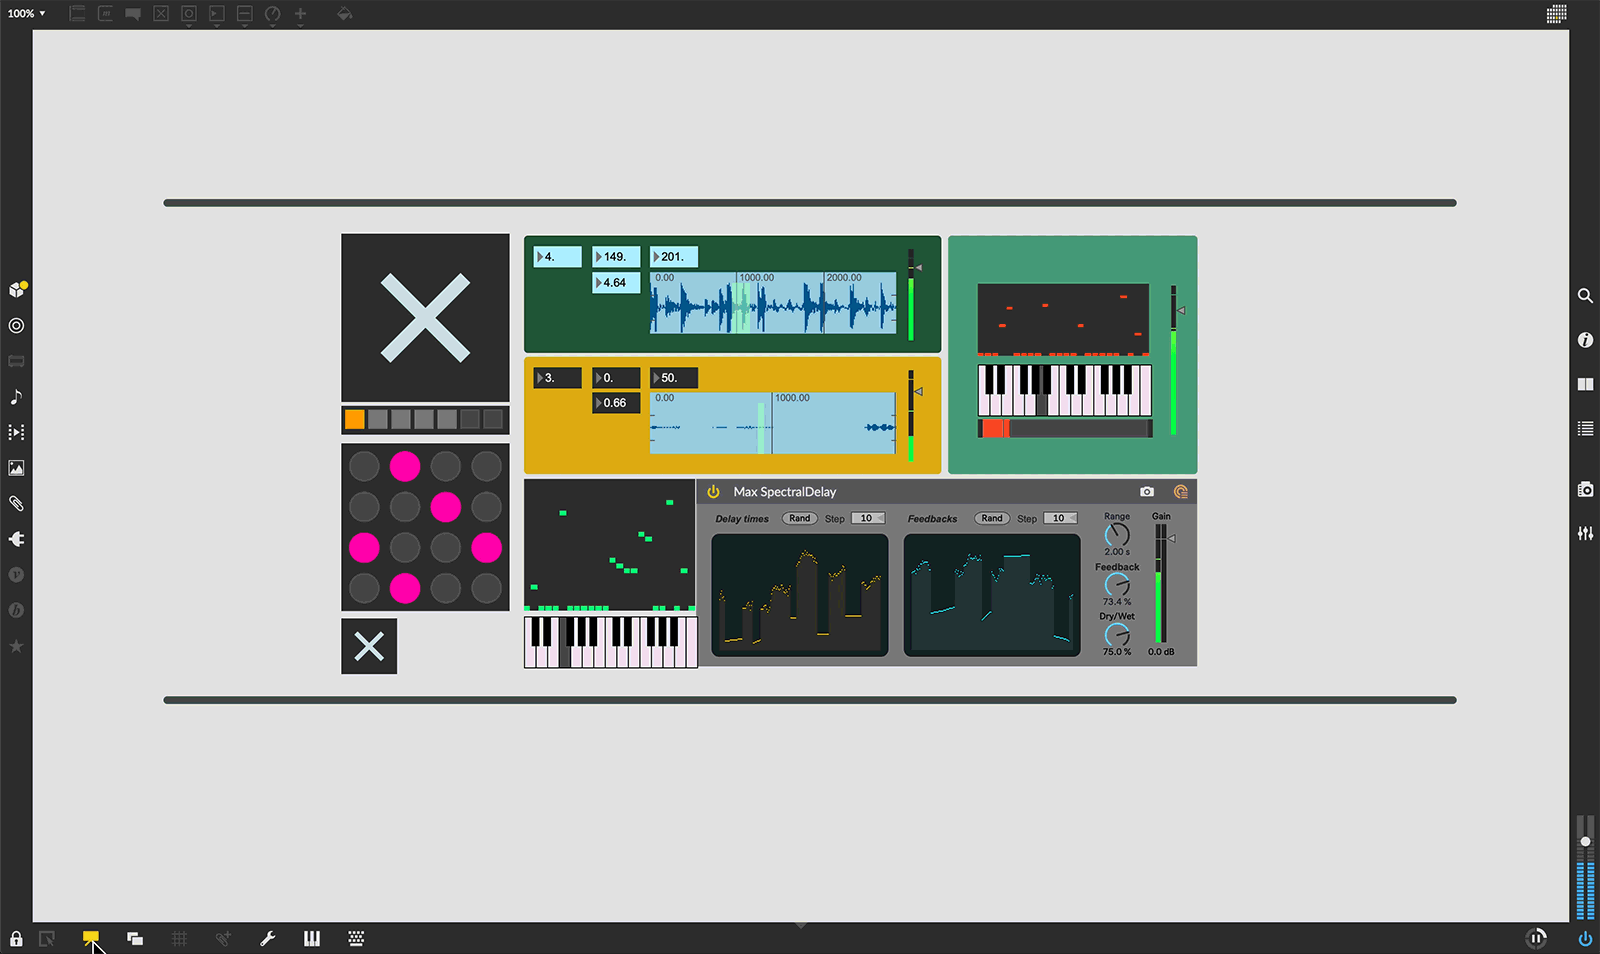 100%
4. 149. 201.
4.64
0.00 1000.00 2000.00
3. 0. 50.
0.66
0.00 1000.00
Max SpectralDelay
Delay times Rand Step 10
Feedbacks Rand Step 10
Range
2.00 s
Feedback
73.4 %
Dry/Wet
75.0 %
Gain
0.0 dB